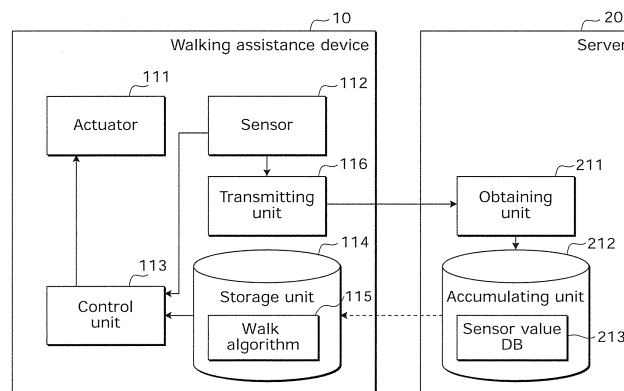 10
20
Walking assistance device
Server
111
112
Actuator
Sensor
116
211
Transmitting
unit
Obtaining
unit
114
212
113
Storage unit
115
Accumulating unit
Control
unit
Walk
algorithm
Sensor value
DB
213